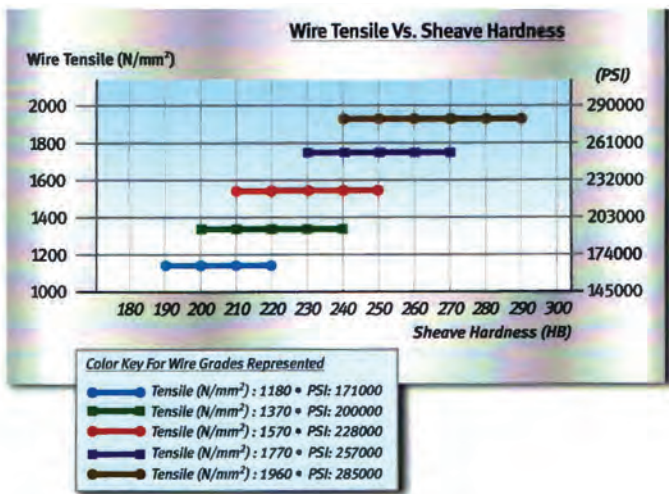 Wire Tensile Vs. Sheave Hardness
Wire Tensile (N/mm²)
(PSI)
2000 290000
1800 261000
1600 232000
1400 203000
1200 174000
1000 145000
180 190 200 210 220 230 240 250 260 270 280 290 300
Sheave Hardness (HB)
Color Key For Wire Grades Represented
Tensile (N/mm²) : 1180 • PSI: 171000
Tensile (N/mm²) : 1370 • PSI: 200000
Tensile (N/mm²) : 1570 • PSI: 228000
Tensile (N/mm²) : 1770 • PSI: 257000
Tensile (N/mm²) : 1960 • PSI: 285000